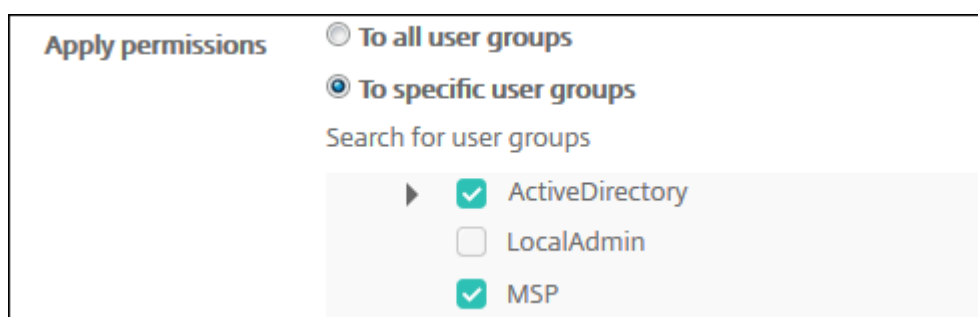 Apply permissions
To all user groups
To specific user groups
Search for user groups
ActiveDirectory
LocalAdmin
MSP